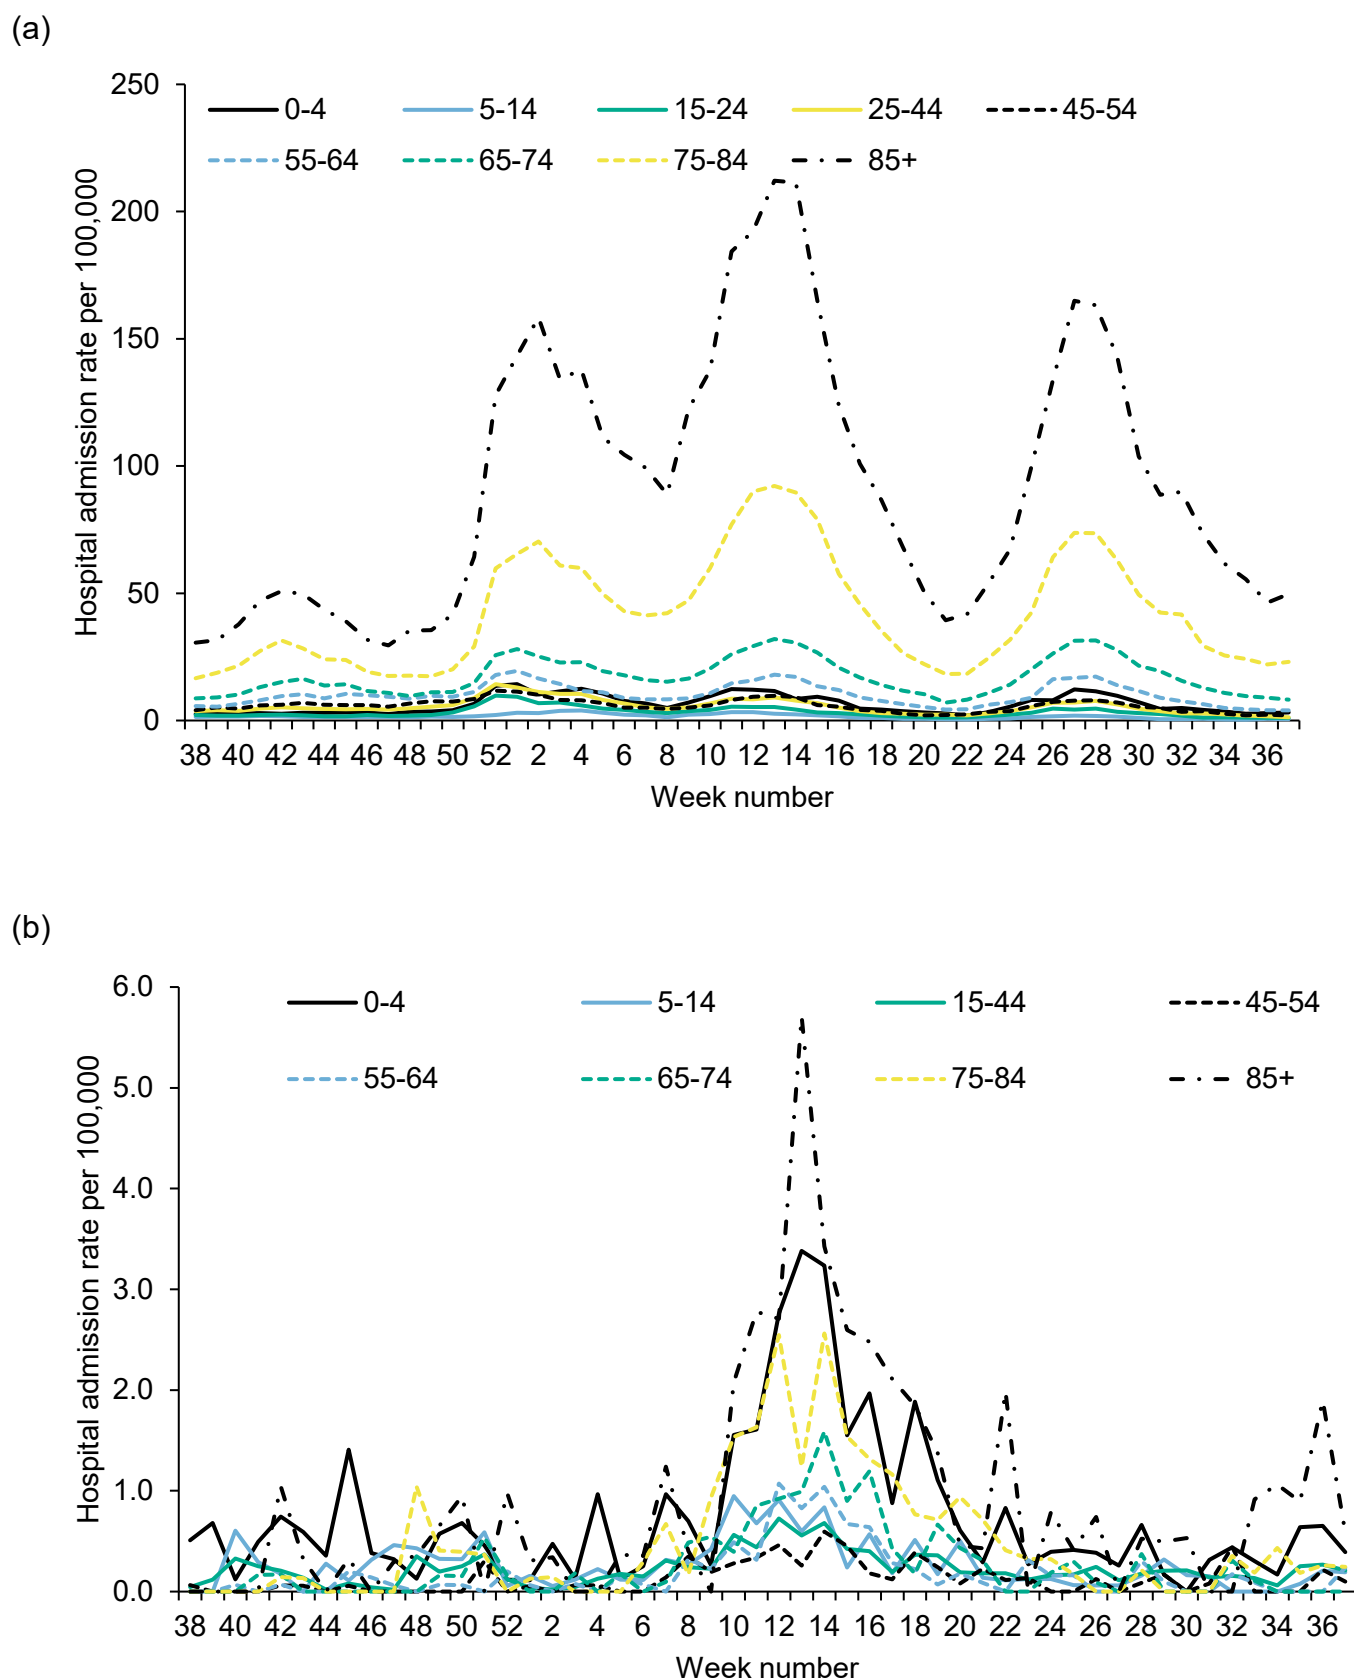 (a)
250
200
150
100
50
0
Hospital admission rate per 100,000
0-4 5-14 15-24 25-44 45-54
55-64 65-74 75-84 85+
38 40 42 44 46 48 50 52 2 4 6 8 10 12 14 16 18 20 22 24 26 28 30 32 34 36
Week number
(b)
6.0
5.0
4.0
3.0
2.0
1.0
0.0
Hospital admission rate per 100,000
0-4 5-14 15-44 45-54
55-64 65-74 75-84 85+
38 40 42 44 46 48 50 52 2 4 6 8 10 12 14 16 18 20 22 24 26 28 30 32 34 36
Week number